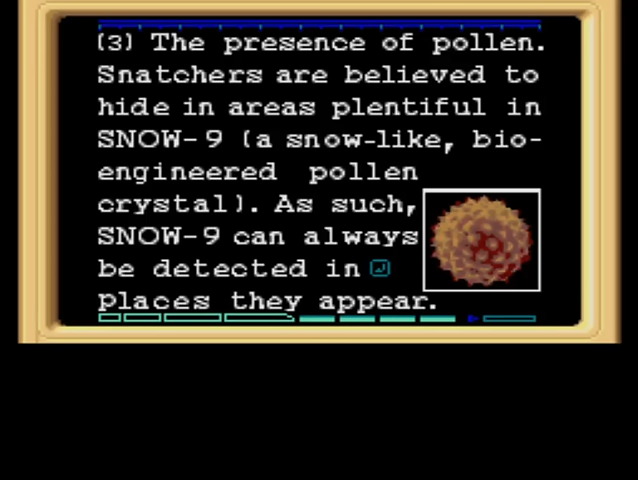 (3) The presence of pollen.
Snatchers are believed to
hide in areas plentiful in
SNOW-9 (a snow-like, bio-
engineered pollen
crystal). As such,
SNOW-9 can always
be detected in
places they appear.